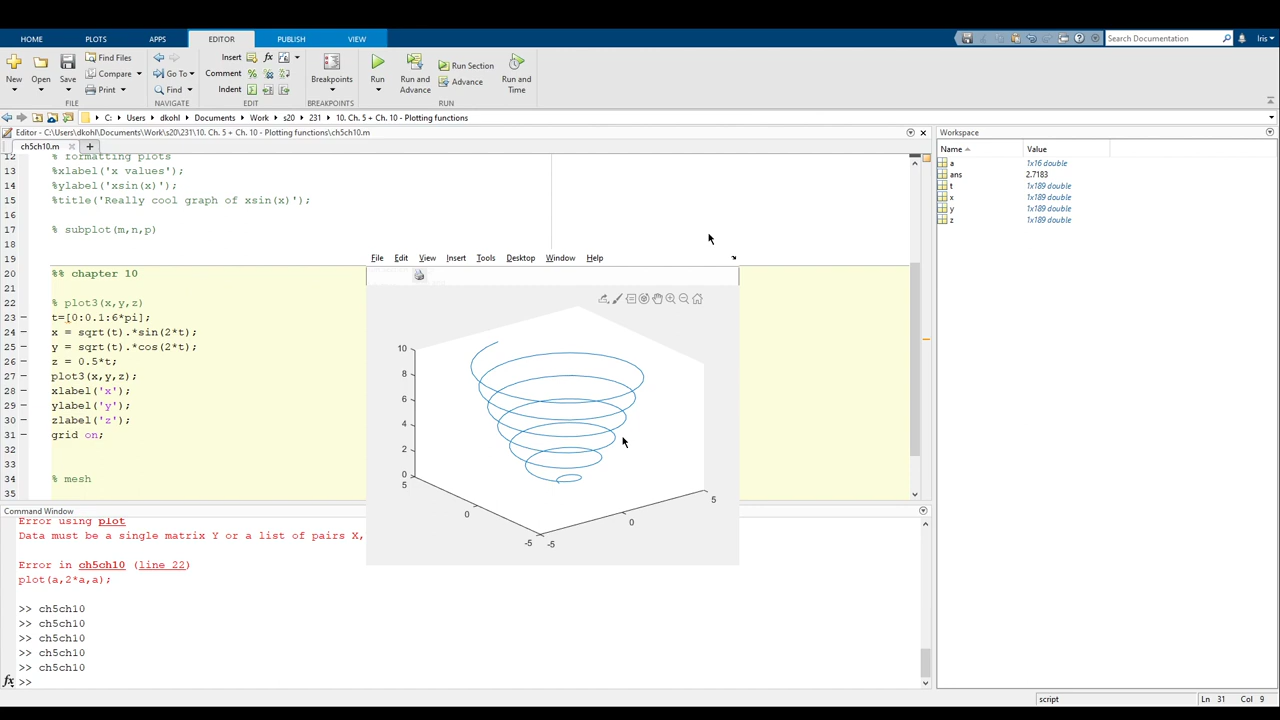 HOME PLOTS APPS EDITOR PUBLISH VIEW Search Documentation Iris
New Open Save Find Files Compare Print Insert Comment Indent Go To Find Breakpoints Run Run and Advance Run Section Advance Run and Time
FILE NAVIGATE EDIT BREAKPOINTS RUN
C: Users dkohl Documents Work s20 231 10. Ch. 5 + Ch. 10 - Plotting functions
Editor - C:\Users\dkohl\Documents\Work\s20\231\10. Ch. 5 + Ch. 10 - Plotting functions\ch5ch10.m
ch5ch10.m
12 % formatting plots
13 %xlabel('x values');
14 %ylabel('xsin(x)');
15 %title('Really cool graph of xsin(x)');
16
17 % subplot(m,n,p)
18
19
20 %% chapter 10
21
22 % plot3(x,y,z)
23 t=[0:0.1:6*pi];
24 x = sqrt(t).*sin(2*t);
25 y = sqrt(t).*cos(2*t);
26 z = 0.5*t;
27 plot3(x,y,z);
28 xlabel('x');
29 ylabel('y');
30 zlabel('z');
31 grid on;
32
33
34 % mesh
35
File Edit View Insert Tools Desktop Window Help
10
8
6
4
2
0
5
0
-5
-5
0
5
Command Window
Error using plot
Data must be a single matrix Y or a list of pairs X,
Error in ch5ch10 (line 22)
plot(a,2*a,a);
>> ch5ch10
>> ch5ch10
>> ch5ch10
>> ch5ch10
>> ch5ch10
fx >>
Workspace
Name Value
a 1x16 double
ans 2.7183
t 1x189 double
x 1x189 double
y 1x189 double
z 1x189 double
script Ln 31 Col 9